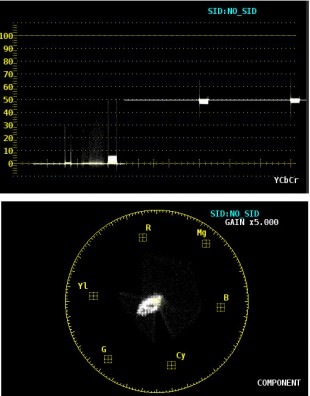 SID:NO_SID
100
90
80
70
60
50
40
30
20
10
0
YCbCr
SID:NO_SID
GAIN x5.000
R
Mg
Yl
B
G
Cy
COMPONENT